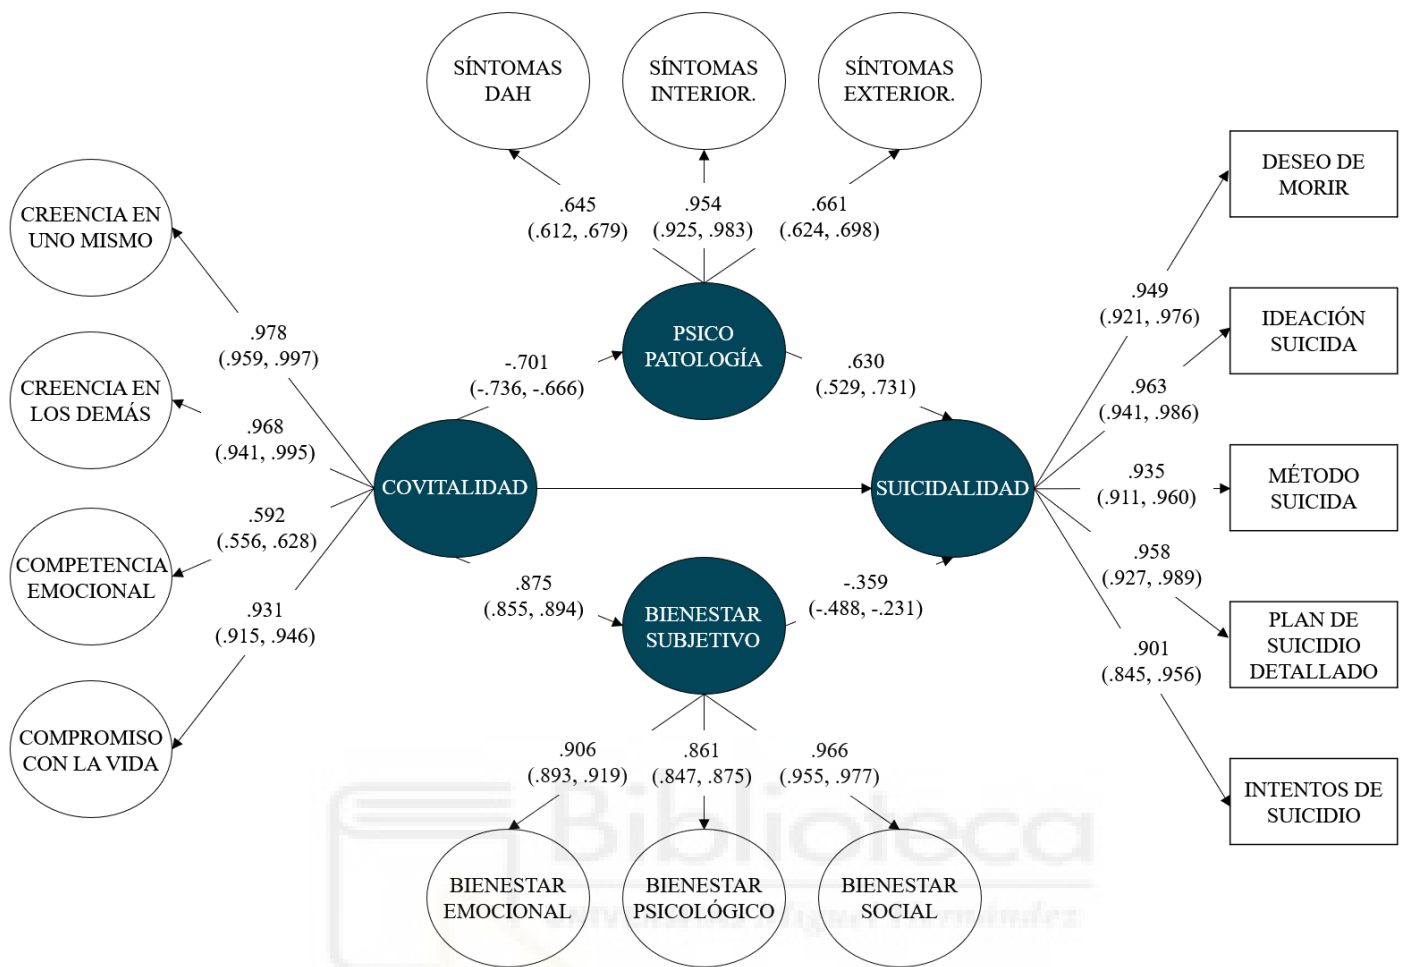 SÍNTOMAS
DAH
SÍNTOMAS
INTERIOR.
SÍNTOMAS
EXTERIOR.
.645
(.612, .679)
.954
(.925, .983)
.661
(.624, .698)
CREENCIA EN
UNO MISMO
CREENCIA EN
LOS DEMÁS
COMPETENCIA
EMOCIONAL
COMPROMISO
CON LA VIDA
.978
(.959, .997)
.968
(.941, .995)
.592
(.556, .628)
.931
(.915, .946)
COVITALIDAD
-.701
(-.736, -.666)
.875
(.855, .894)
PSICO
PATOLOGÍA
BIENESTAR
SUBJETIVO
.630
(.529, .731)
-.359
(-.488, -.231)
SUICIDALIDAD
.949
(.921, .976)
.963
(.941, .986)
.935
(.911, .960)
.958
(.927, .989)
.901
(.845, .956)
DESEO DE
MORIR
IDEACIÓN
SUICIDA
MÉTODO
SUICIDA
PLAN DE
SUICIDIO
DETALLADO
INTENTOS DE
SUICIDIO
.906
(.893, .919)
.861
(.847, .875)
.966
(.955, .977)
BIENESTAR
EMOCIONAL
BIENESTAR
PSICOLÓGICO
BIENESTAR
SOCIAL
Biblioteca
Miguel Hernández